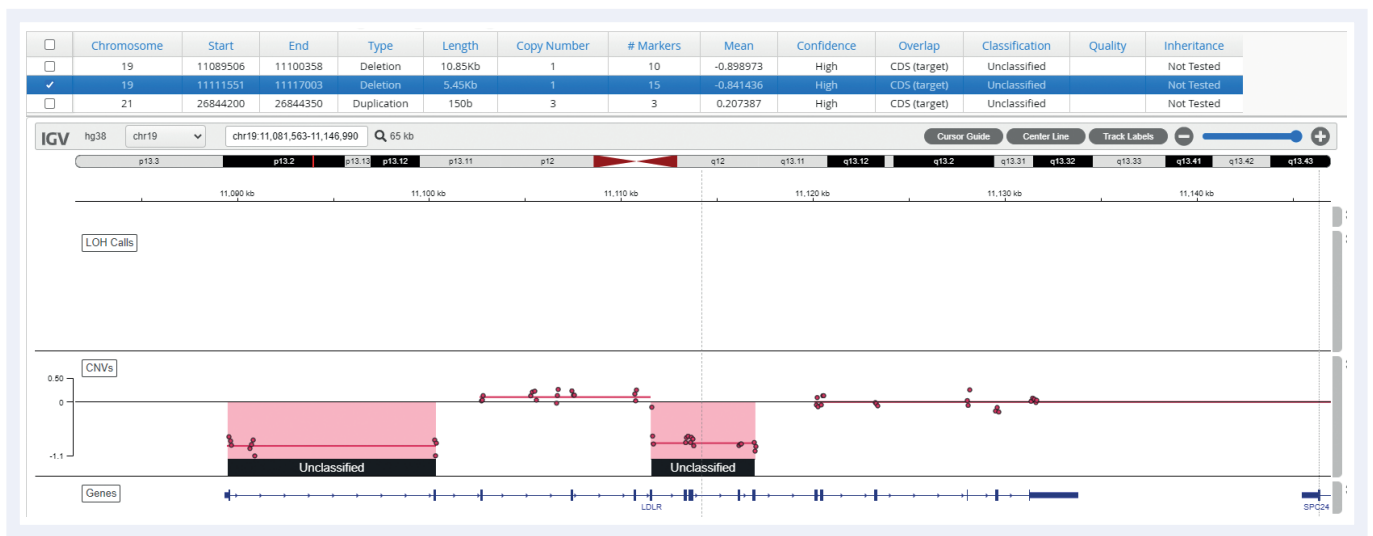 Chromosome Start End Type Length Copy Number # Markers Mean Confidence Overlap Classification Quality Inheritance
19 11089506 11100358 Deletion 10.85Kb 1 10 -0.898973 High CDS (target) Unclassified Not Tested
19 11111551 11117003 Deletion 5.45Kb 1 15 -0.841436 High CDS (target) Unclassified Not Tested
21 26844200 26844350 Duplication 150b 3 3 0.207387 High CDS (target) Unclassified Not Tested
IGV hg38 chr19 chr19:11,081,563-11,146,990 65 kb Cursor Guide Center Line Track Labels
p13.3 p13.2 p13.13 p13.12 p13.11 p12 q12 q13.11 q13.12 q13.2 q13.31 q13.32 q13.33 q13.41 q13.42 q13.43
11,090 kb 11,100 kb 11,110 kb 11,120 kb 11,130 kb 11,140 kb
LOH Calls
CNVs
0.50
0
-1.1
Unclassified Unclassified
Genes
LDLR SPC24